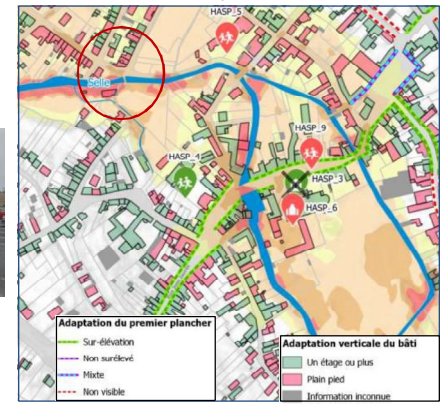 HASP_5
Selle
HASP_9
HASP_4
HASP_3
HASP_6
Adaptation du premier plancher
Sur-élévation
Non surélevé
Mixte
Non visible
Adaptation verticale du bâti
Un étage ou plus
Plain pied
Information inconnue